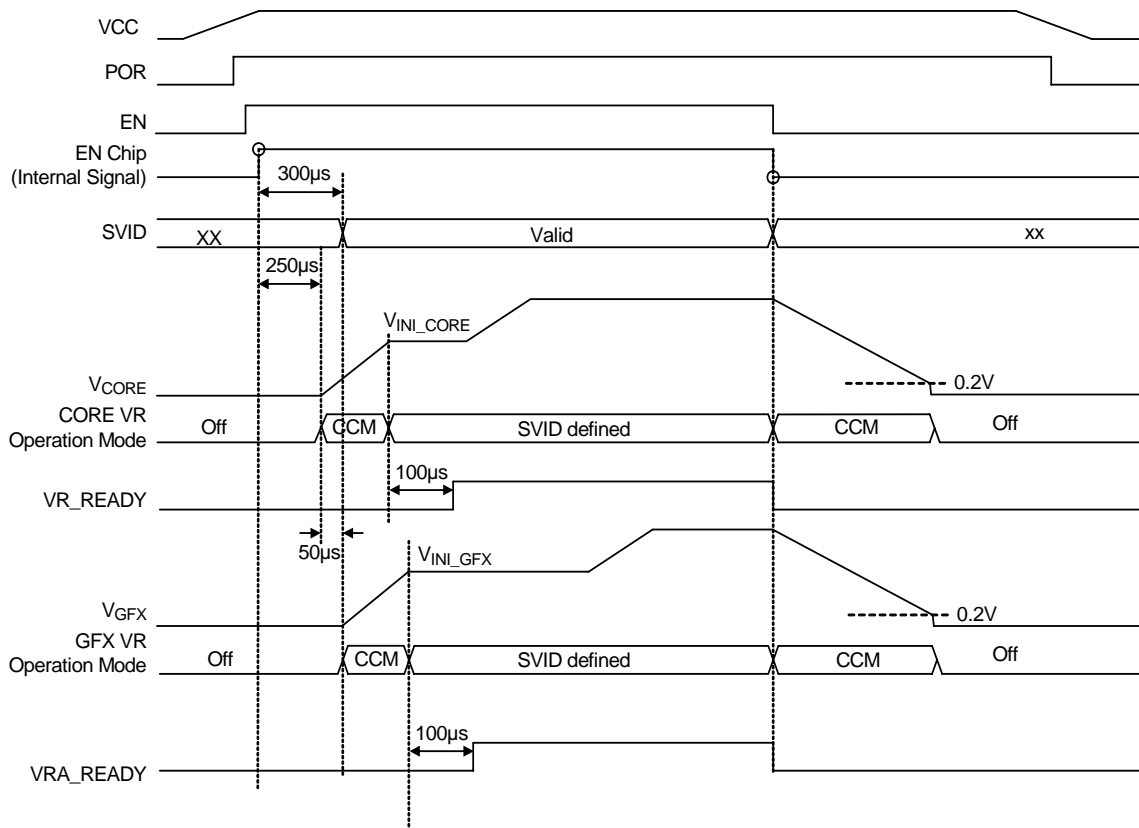 VCC
POR
EN
EN Chip
(Internal Signal)
300µs
SVID
XX
Valid
xx
250µs
VINI_CORE
VCORE
0.2V
CORE VR
Operation Mode
Off
CCM
SVID defined
CCM
Off
100µs
VR_READY
50µs
VINI_GFX
VGFX
0.2V
GFX VR
Operation Mode
Off
CCM
SVID defined
CCM
Off
100µs
VRA_READY